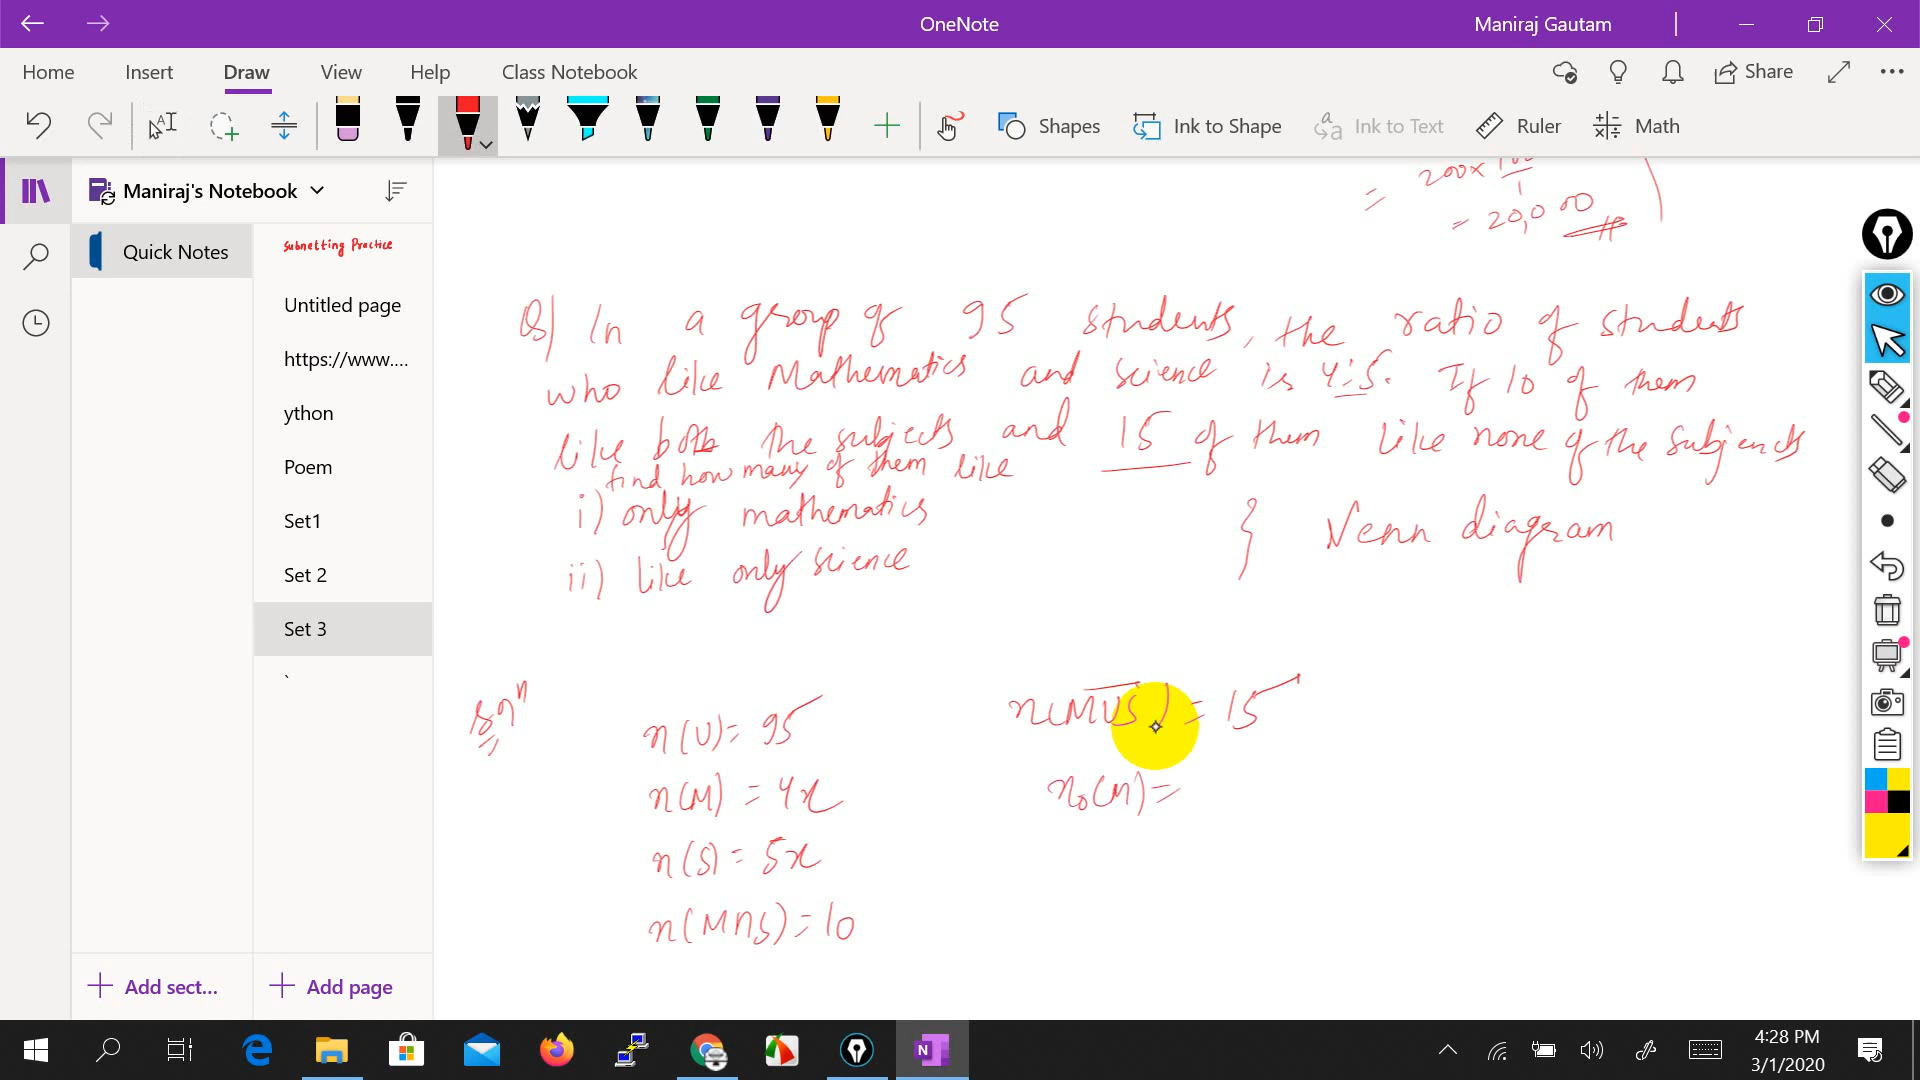 OneNote
Maniraj Gautam
Home Insert Draw View Help Class Notebook
Share
Shapes Ink to Shape Ink to Text Ruler Math
Maniraj's Notebook
Quick Notes
Subnetting Practice
Untitled page
https://www....
ython
Poem
Set1
Set 2
Set 3
`
Add sect...
Add page
= 200x 100/1
= 20,000
Q) In a group of 95 students, the ratio of students
who like Mathematics and science is 4:5. If 10 of them
like both the subjects and 15 of them like none of the subjects
find how many of them like
i) only mathematics
ii) like only science
} Venn diagram
Solⁿ
n(U)= 95
n(M) = 4x
n(S) = 5x
n(M∩S) = 10
n(M∪S) = 15
n₀(M) =
4:28 PM
3/1/2020